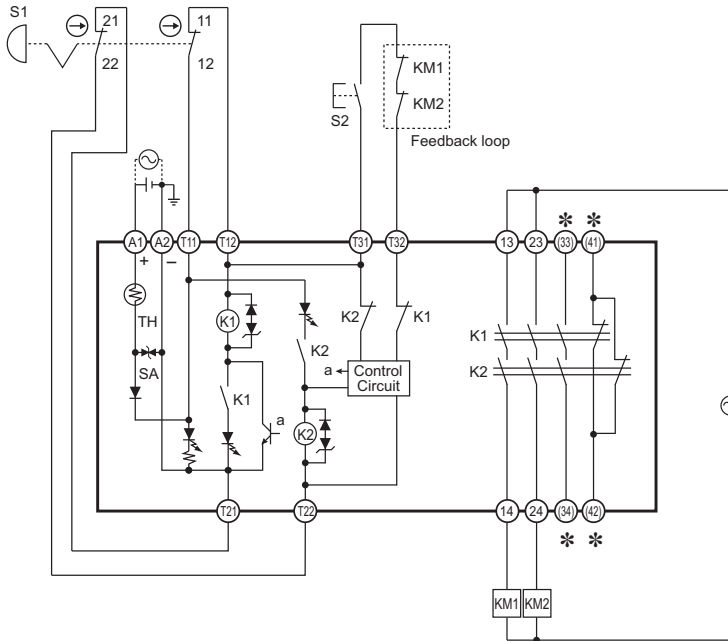 S1
21
11
22
12
S2
KM1
KM2
Feedback loop
A1
A2
T11
T12
T31
T32
13
23
(33)
(41)
* *
+
−
TH
SA
K1
K1
K2
K2
K2
K1
a
a
Control
Circuit
K1
K2
T21
T22
14
24
(34)
(42)
* *
KM1
KM2